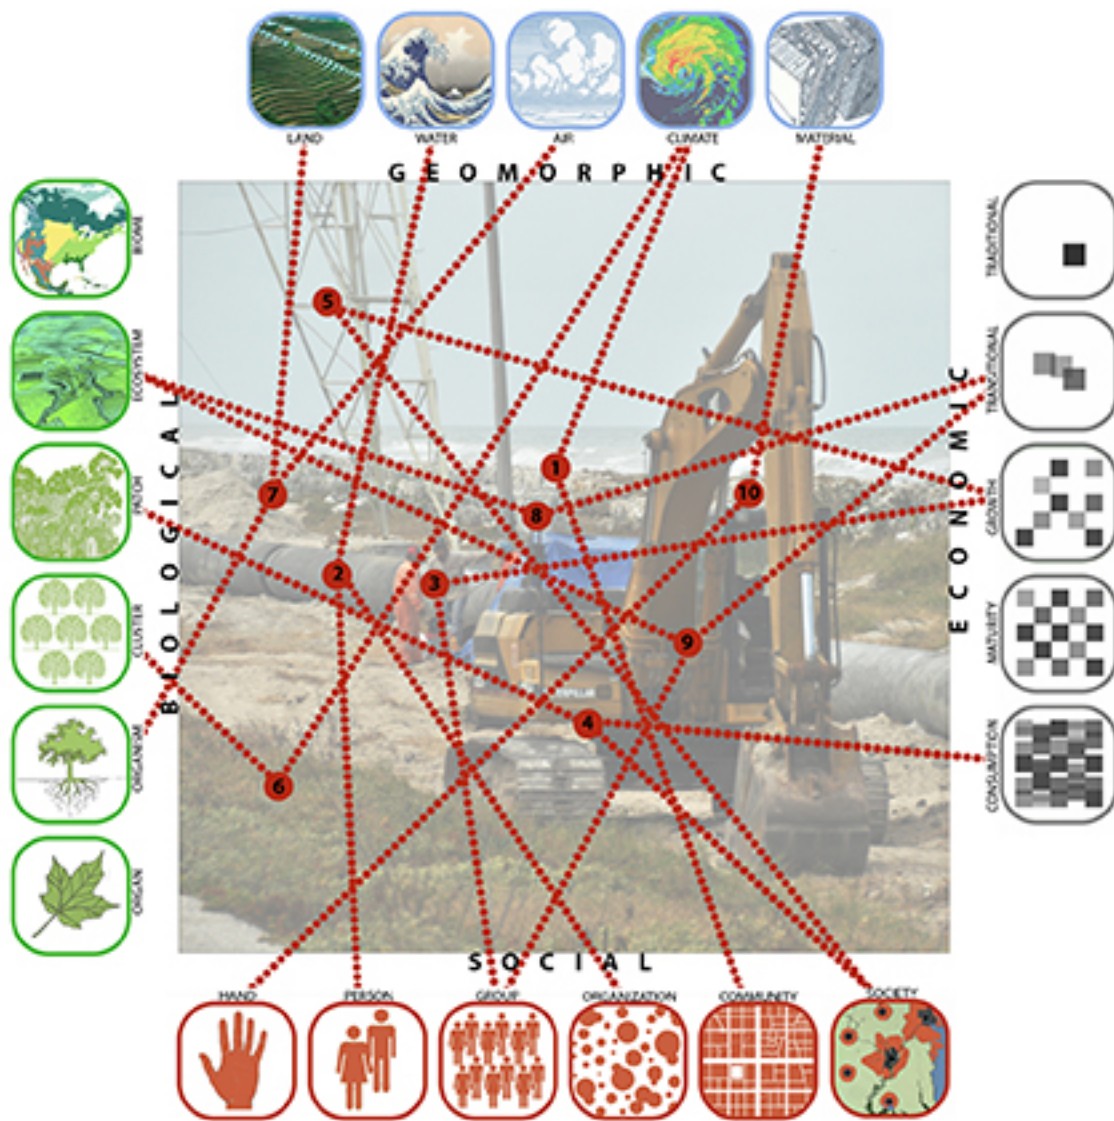 LAND
WATER
AIR
CLIMATE
MATERIAL
GEOMORPHIC
BIOME
ECOSYSTEM
PATCH
CLUSTER
ORGANISM
ORGAN
BIOLOGICAL
TRADITIONAL
TRANSITIONAL
GROWTH
MATURITY
CONSUMPTION
ECONOMIC
5
1
7
10
8
2
3
9
4
6
SOCIAL
HAND
PERSON
GROUP
ORGANIZATION
COMMUNITY
SOCIETY